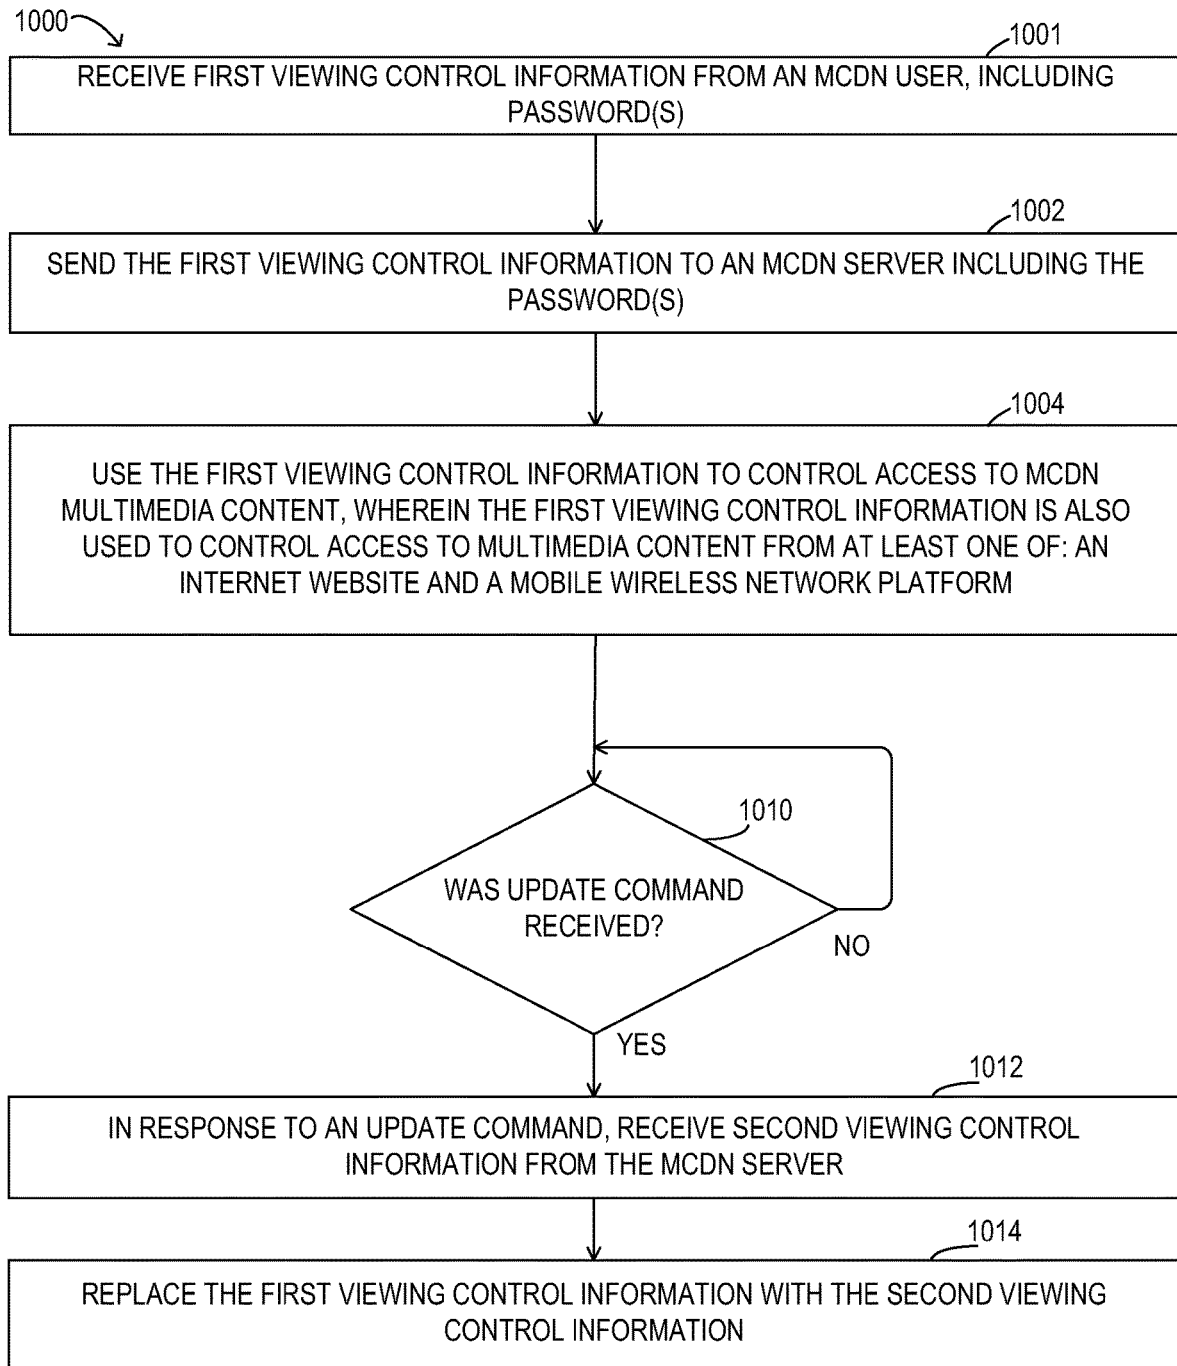 1000
1001
RECEIVE FIRST VIEWING CONTROL INFORMATION FROM AN MCDN USER, INCLUDING
PASSWORD(S)
1002
SEND THE FIRST VIEWING CONTROL INFORMATION TO AN MCDN SERVER INCLUDING THE
PASSWORD(S)
1004
USE THE FIRST VIEWING CONTROL INFORMATION TO CONTROL ACCESS TO MCDN
MULTIMEDIA CONTENT, WHEREIN THE FIRST VIEWING CONTROL INFORMATION IS ALSO
USED TO CONTROL ACCESS TO MULTIMEDIA CONTENT FROM AT LEAST ONE OF: AN
INTERNET WEBSITE AND A MOBILE WIRELESS NETWORK PLATFORM
1010
WAS UPDATE COMMAND
RECEIVED?
NO
YES
1012
IN RESPONSE TO AN UPDATE COMMAND, RECEIVE SECOND VIEWING CONTROL
INFORMATION FROM THE MCDN SERVER
1014
REPLACE THE FIRST VIEWING CONTROL INFORMATION WITH THE SECOND VIEWING
CONTROL INFORMATION